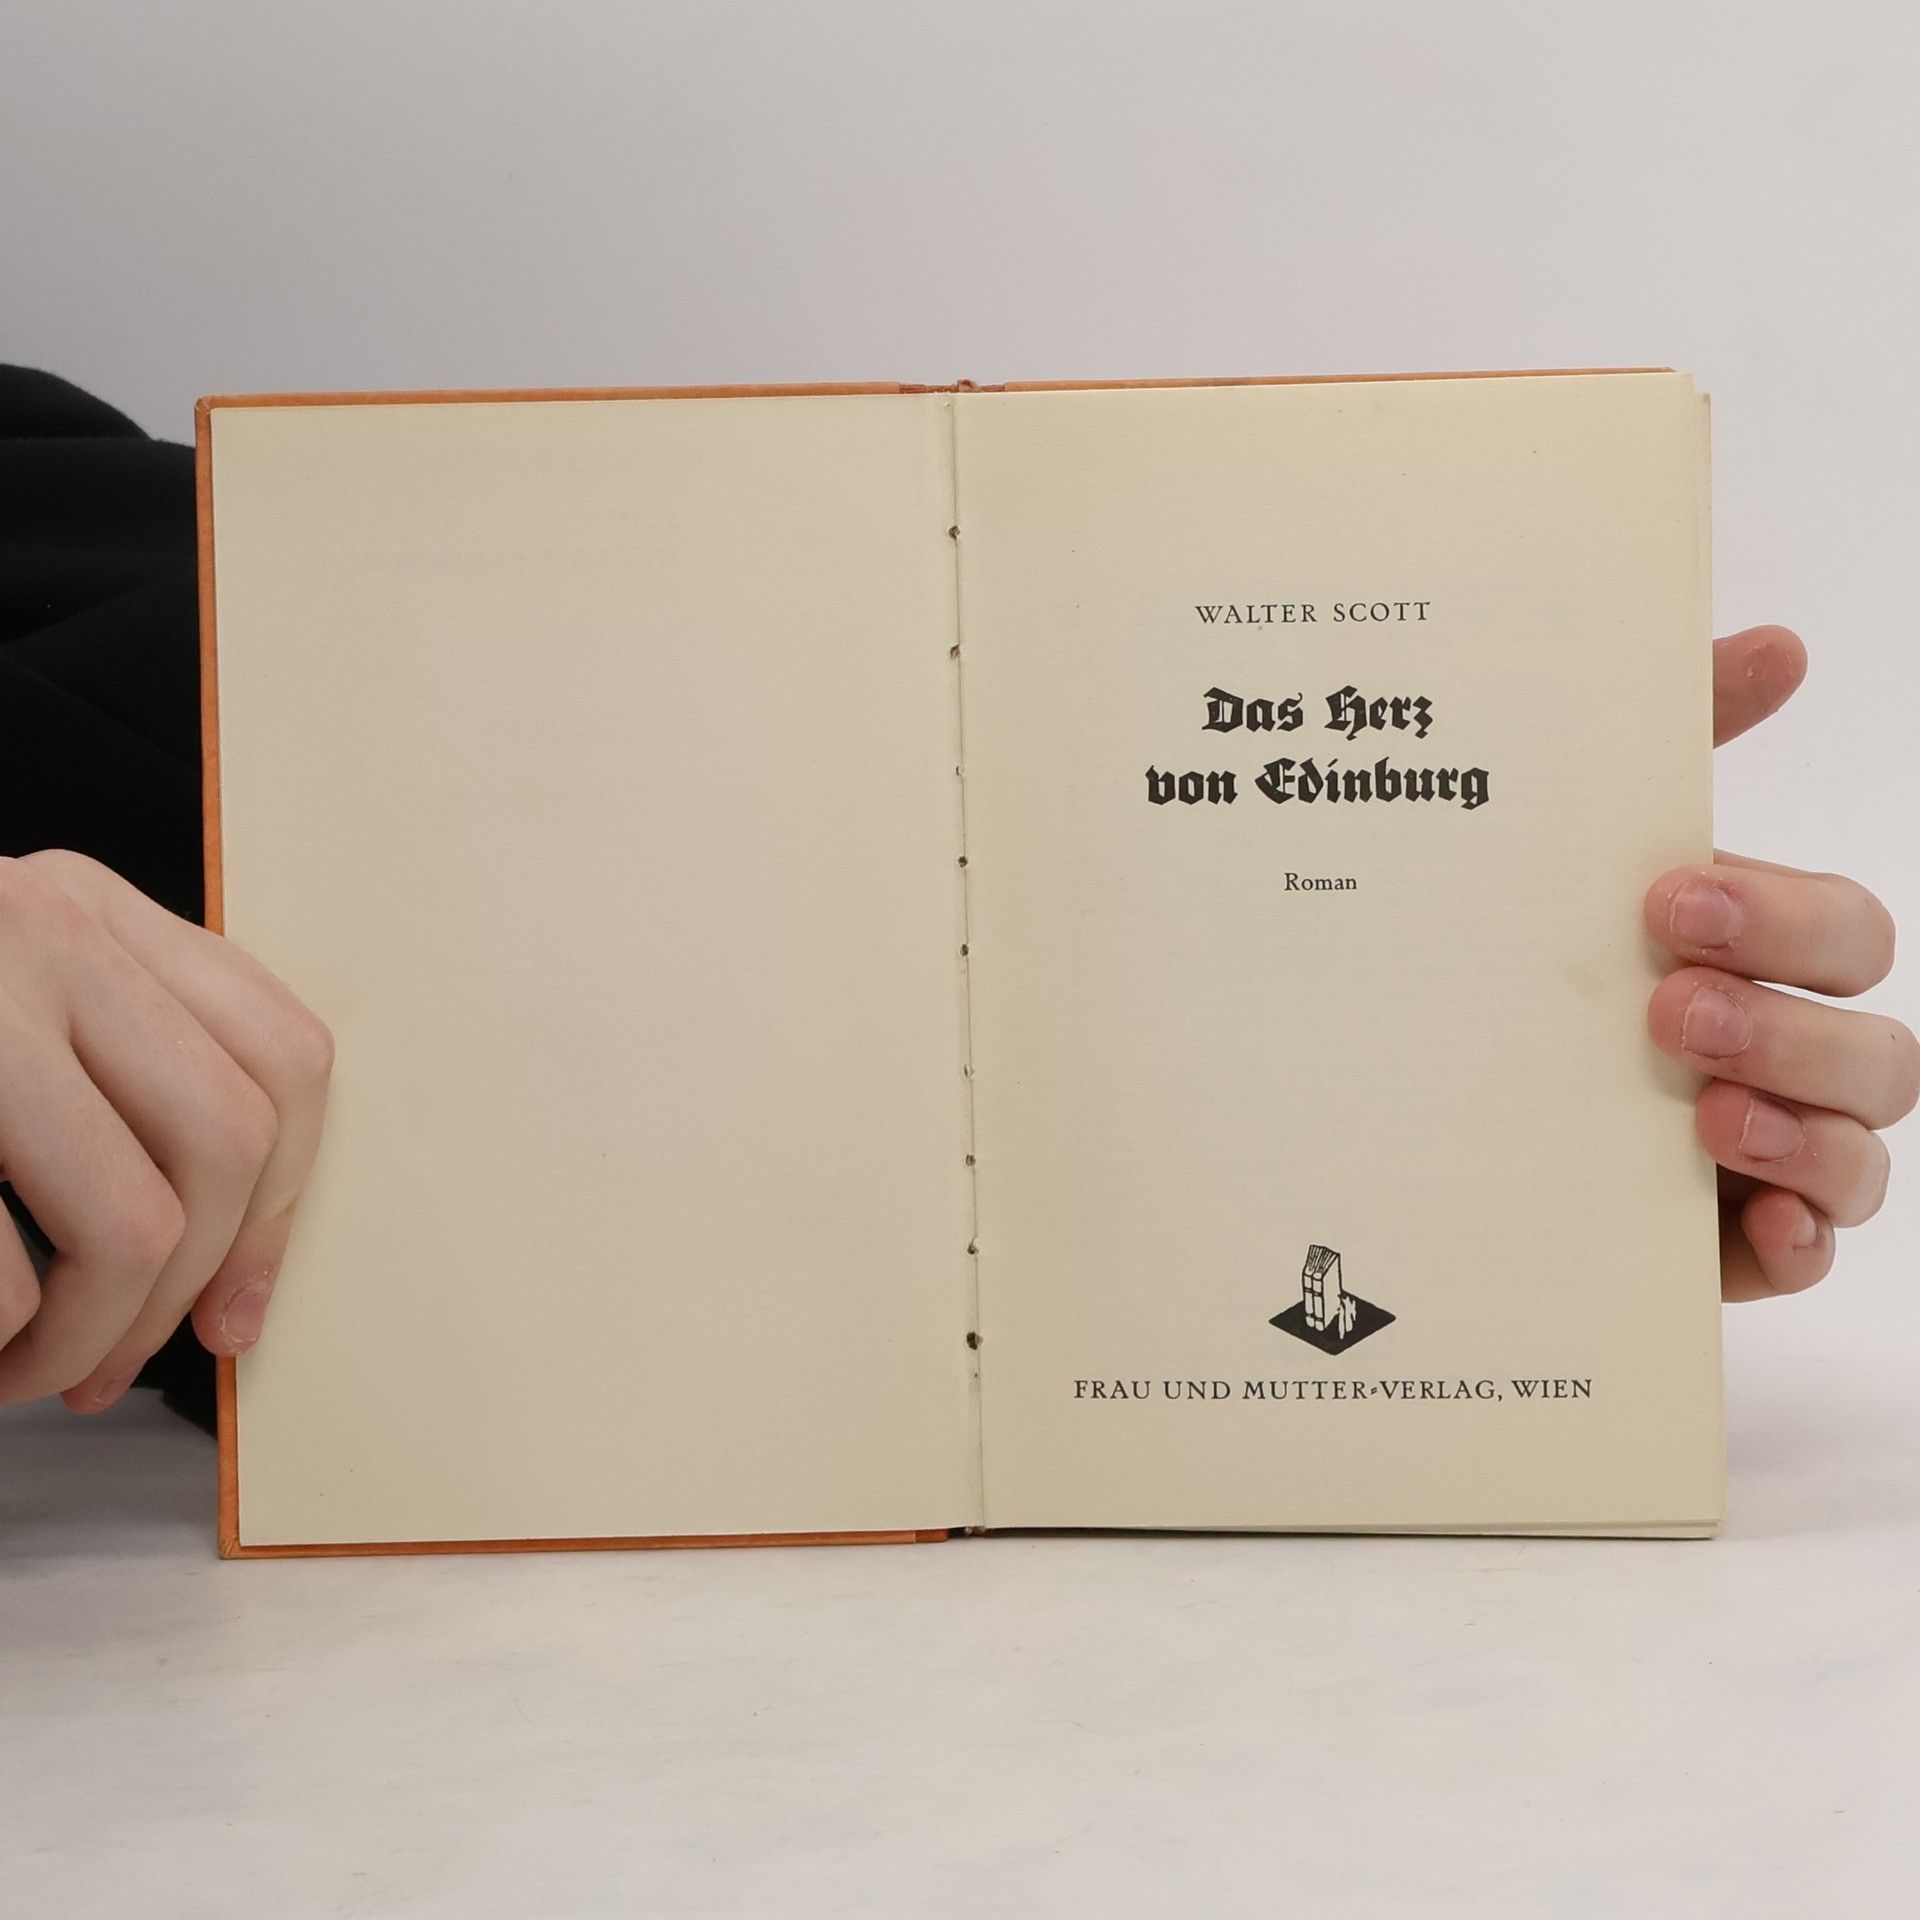 WALTER SCOTT
Das Herz
von Edinburg
Roman
FRAU UND MUTTER-VERLAG, WIEN